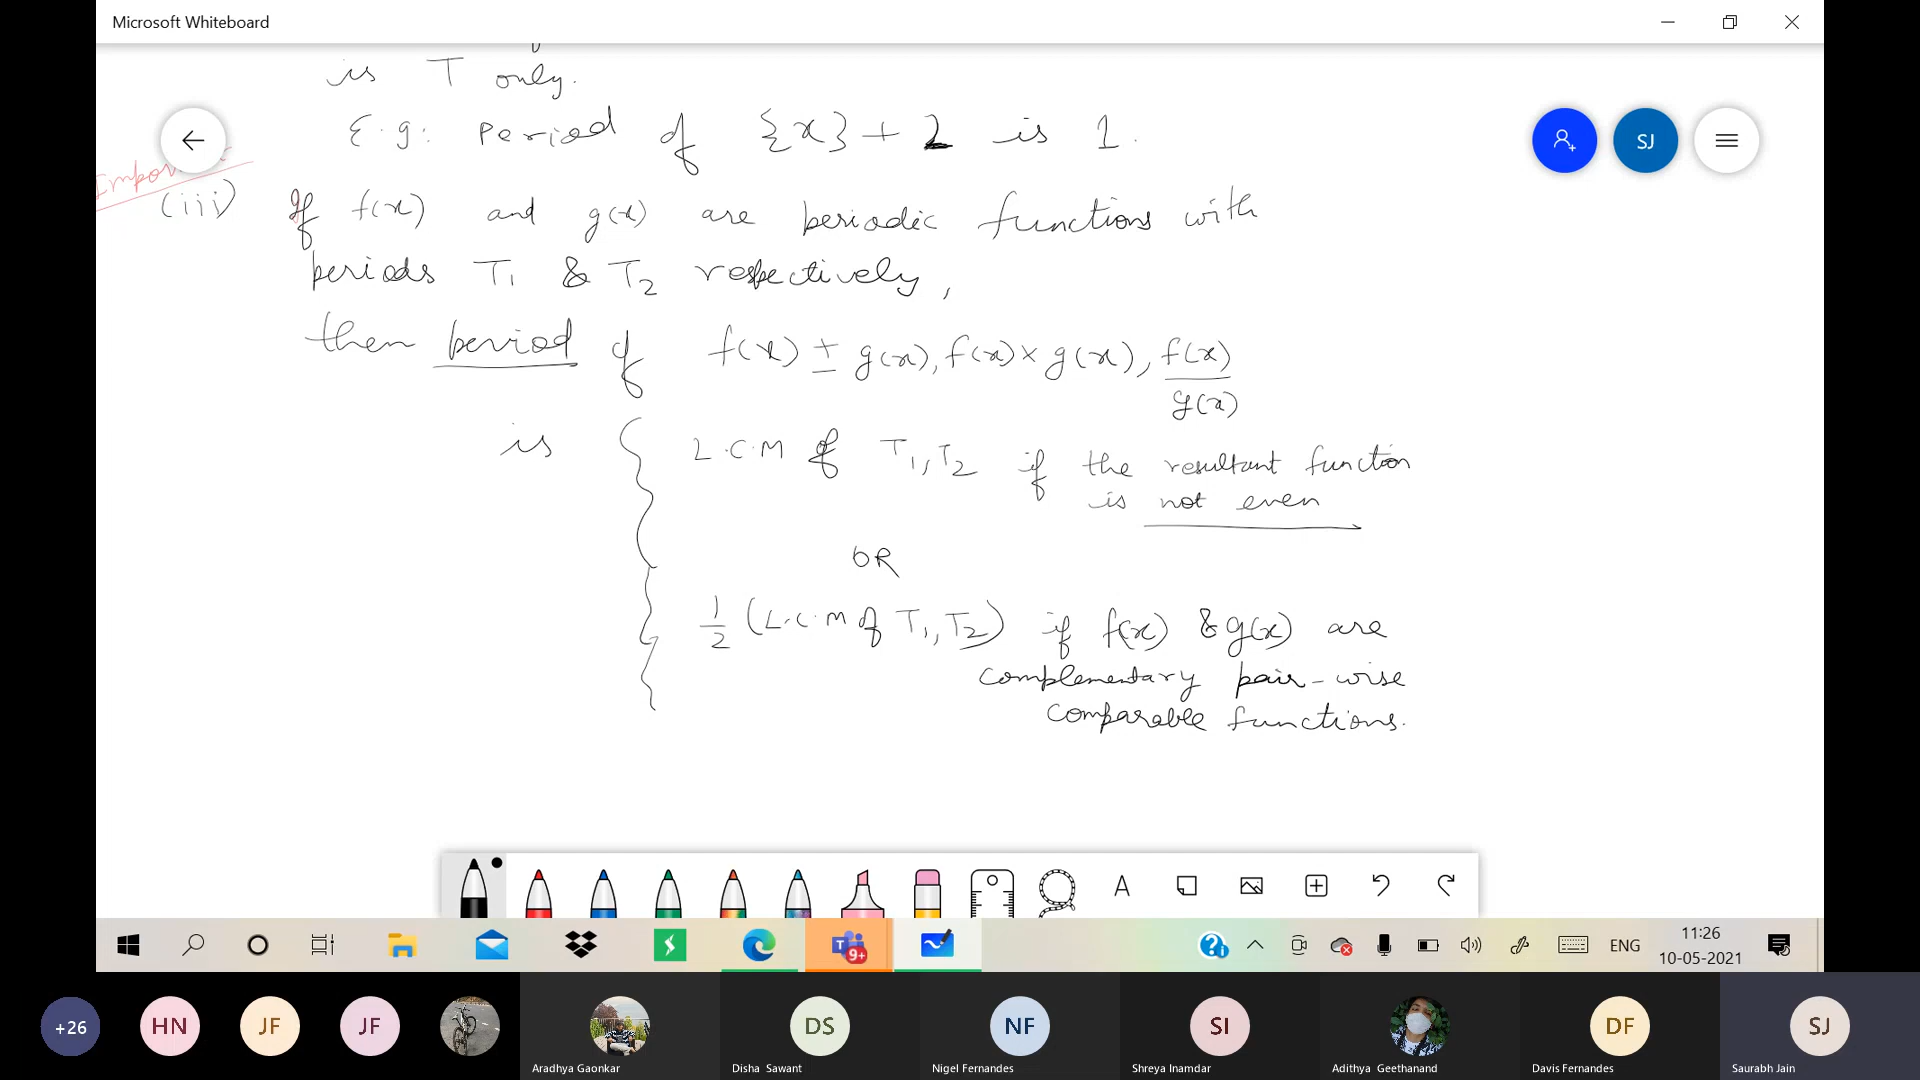 Microsoft Whiteboard
is T only.
E.g: Period of {x} + 2 is 1.
(iii) If f(x) and g(x) are periodic functions with
periods T₁ & T₂ respectively,
then period of f(x) ± g(x), f(x) × g(x), f(x)/g(x)
is { L.C.M of T₁, T₂ if the resultant function
is not even
OR
1/2 (L.C.M of T₁, T₂) if f(x) & g(x) are
complementary pair-wise
comparable functions.
SJ
A
T 9+
ENG
11:26
10-05-2021
+26 HN JF JF DS NF SI DF SJ
Aradhya Gaonkar Disha Sawant Nigel Fernandes Shreya Inamdar Adithya Geethanand Davis Fernandes Saurabh Jain